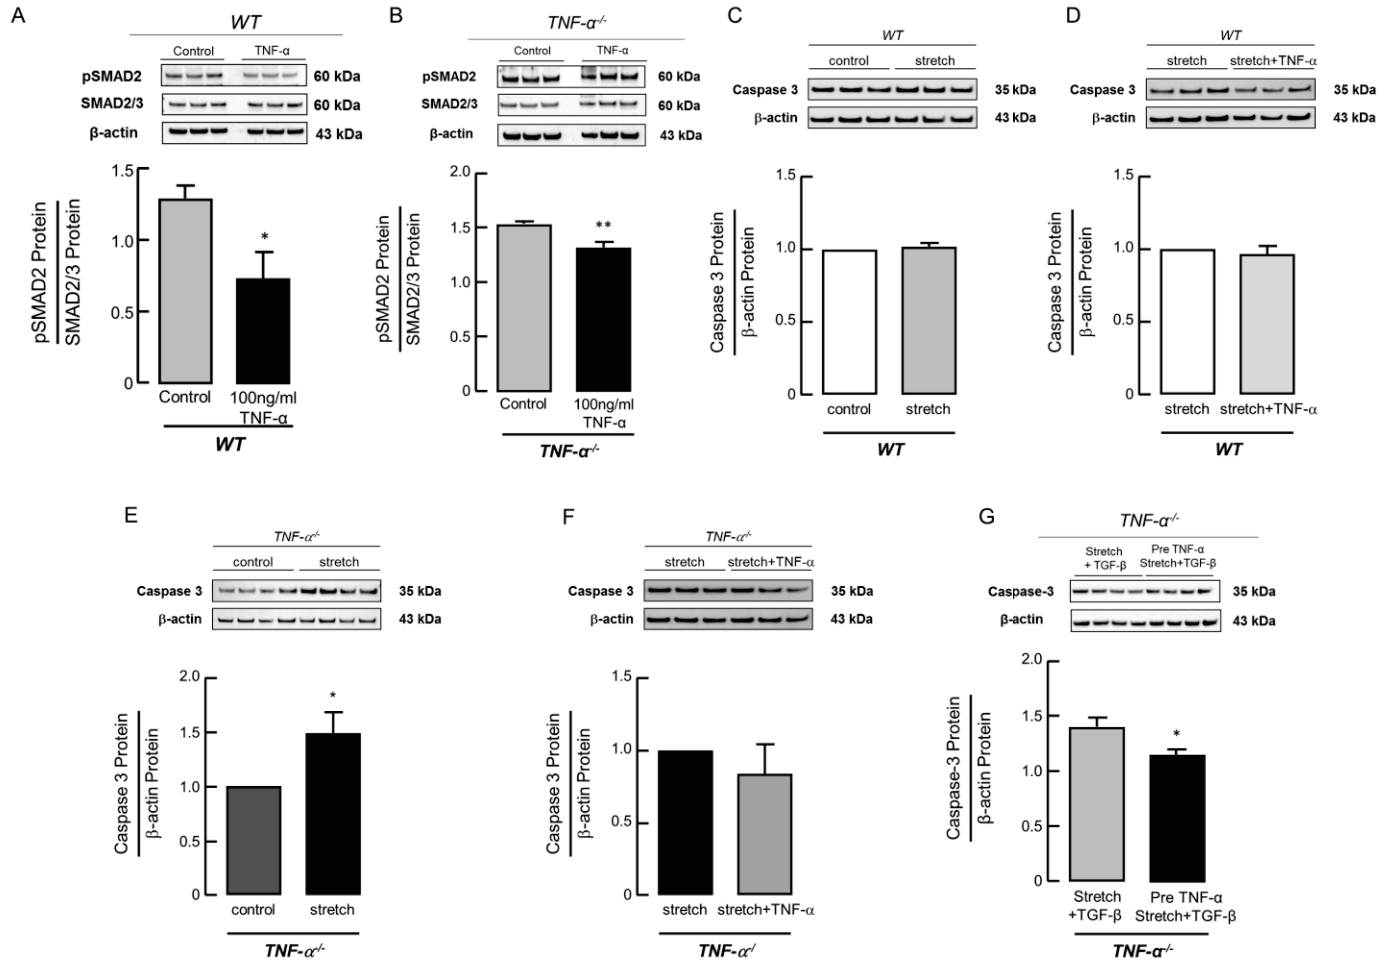 A
WT
Control TNF-α
pSMAD2 60 kDa
SMAD2/3 60 kDa
β-actin 43 kDa
1.5
1.0
0.5
0
pSMAD2 Protein
SMAD2/3 Protein
*
Control 100ng/ml
TNF-α
WT
B
TNF-α-/-
Control TNF-α
pSMAD2 60 kDa
SMAD2/3 60 kDa
β-actin 43 kDa
2.0
1.5
1.0
0.5
0
pSMAD2 Protein
SMAD2/3 Protein
**
Control 100ng/ml
TNF-α
TNF-α-/-
C
WT
control stretch
Caspase 3 35 kDa
β-actin 43 kDa
1.5
1.0
0.5
0
Caspase 3 Protein
β-actin Protein
control stretch
WT
D
WT
stretch stretch+TNF-α
Caspase 3 35 kDa
β-actin 43 kDa
1.5
1.0
0.5
0
Caspase 3 Protein
β-actin Protein
stretch stretch+TNF-α
WT
E
TNF-α-/-
control stretch
Caspase 3 35 kDa
β-actin 43 kDa
2.0
1.5
1.0
0.5
0
Caspase 3 Protein
β-actin Protein
*
control stretch
TNF-α-/-
F
TNF-α-/-
stretch stretch+TNF-α
Caspase 3 35 kDa
β-actin 43 kDa
1.5
1.0
0.5
0
Caspase 3 Protein
β-actin Protein
stretch stretch+TNF-α
TNF-α-/
G
TNF-α-/-
Stretch Pre TNF-α
+ TGF-β Stretch+TGF-β
Caspase-3 35 kDa
β-actin 43 kDa
2.0
1.5
1.0
0.5
0
Caspase-3 Protein
β-actin Protein
*
Stretch Pre TNF-α
+TGF-β Stretch+TGF-β
TNF-α-/-